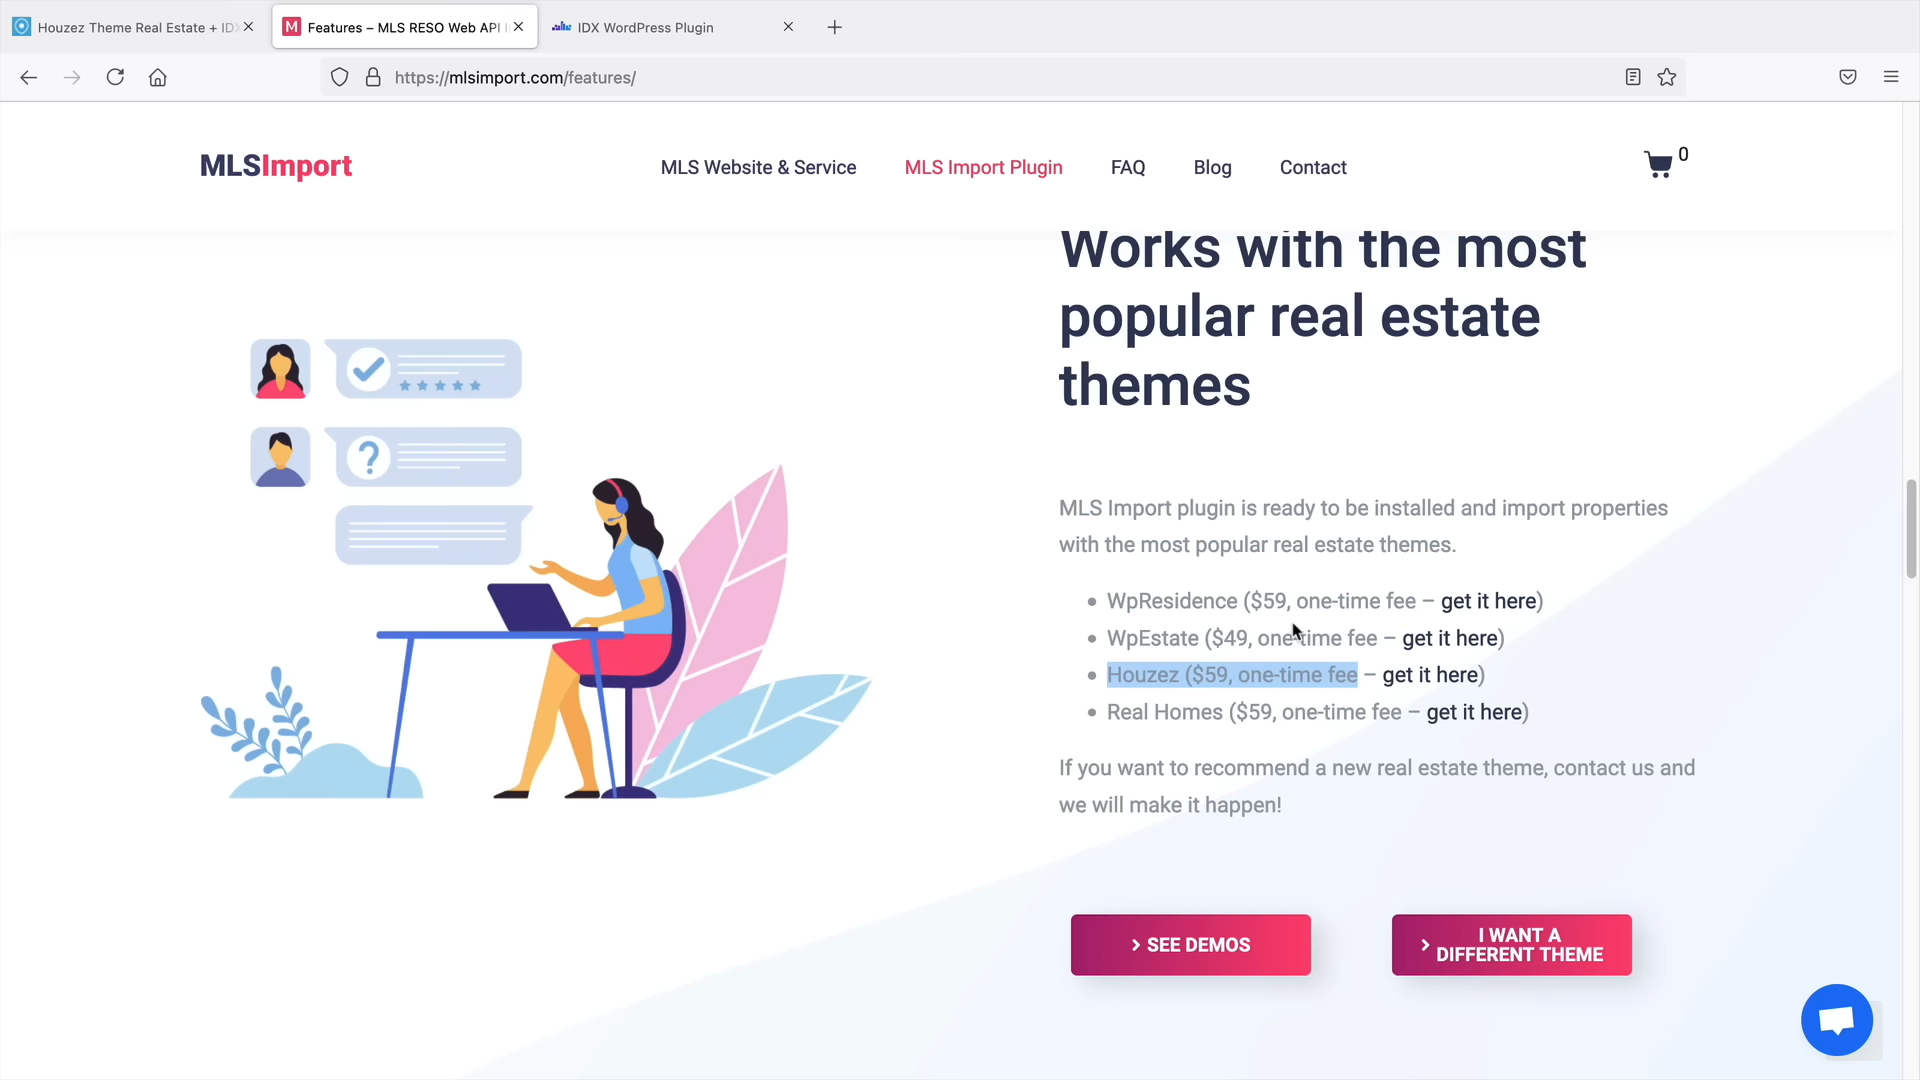 Houzez Theme Real Estate + IDX
Features – MLS RESO Web API
IDX WordPress Plugin
https://mlsimport.com/features/
MLSImport
MLS Website & Service
MLS Import Plugin
FAQ
Blog
Contact
0
Works with the most
popular real estate
themes
MLS Import plugin is ready to be installed and import properties
with the most popular real estate themes.
WpResidence ($59, one-time fee – get it here)
WpEstate ($49, one-time fee – get it here)
Houzez ($59, one-time fee – get it here)
Real Homes ($59, one-time fee – get it here)
If you want to recommend a new real estate theme, contact us and
we will make it happen!
SEE DEMOS
I WANT A
DIFFERENT THEME